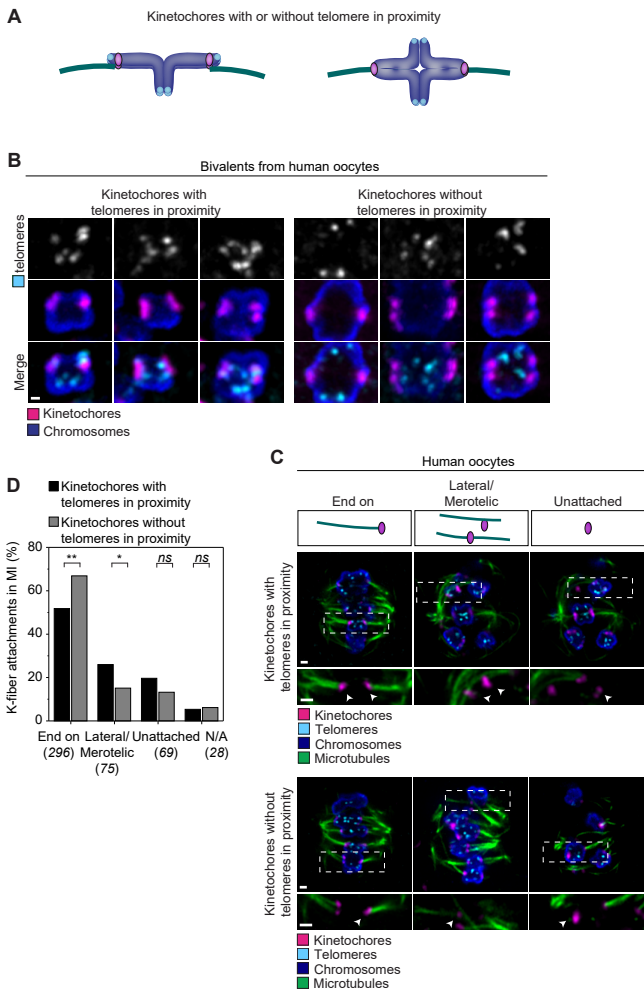 A
Kinetochores with or without telomere in proximity
B
Bivalents from human oocytes
Kinetochores with
telomeres in proximity
Kinetochores without
telomeres in proximity
telomeres
Merge
Kinetochores
Chromosomes
C
Human oocytes
End on
Lateral/
Merotelic
Unattached
Kinetochores with
telomeres in proximity
Kinetochores
Telomeres
Chromosomes
Microtubules
Kinetochores without
telomeres in proximity
Kinetochores
Telomeres
Chromosomes
Microtubules
D
Kinetochores with
telomeres in proximity
Kinetochores without
telomeres in proximity
K-fiber attachments in MI (%)
80
60
40
20
0
** * ns ns
End on
(296)
Lateral/
Merotelic
(75)
Unattached
(69)
N/A
(28)